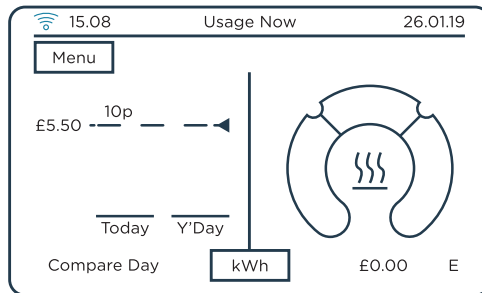 15.08 Usage Now 26.01.19
Menu
10p
£5.50
Today Y'Day
Compare Day kWh £0.00 E